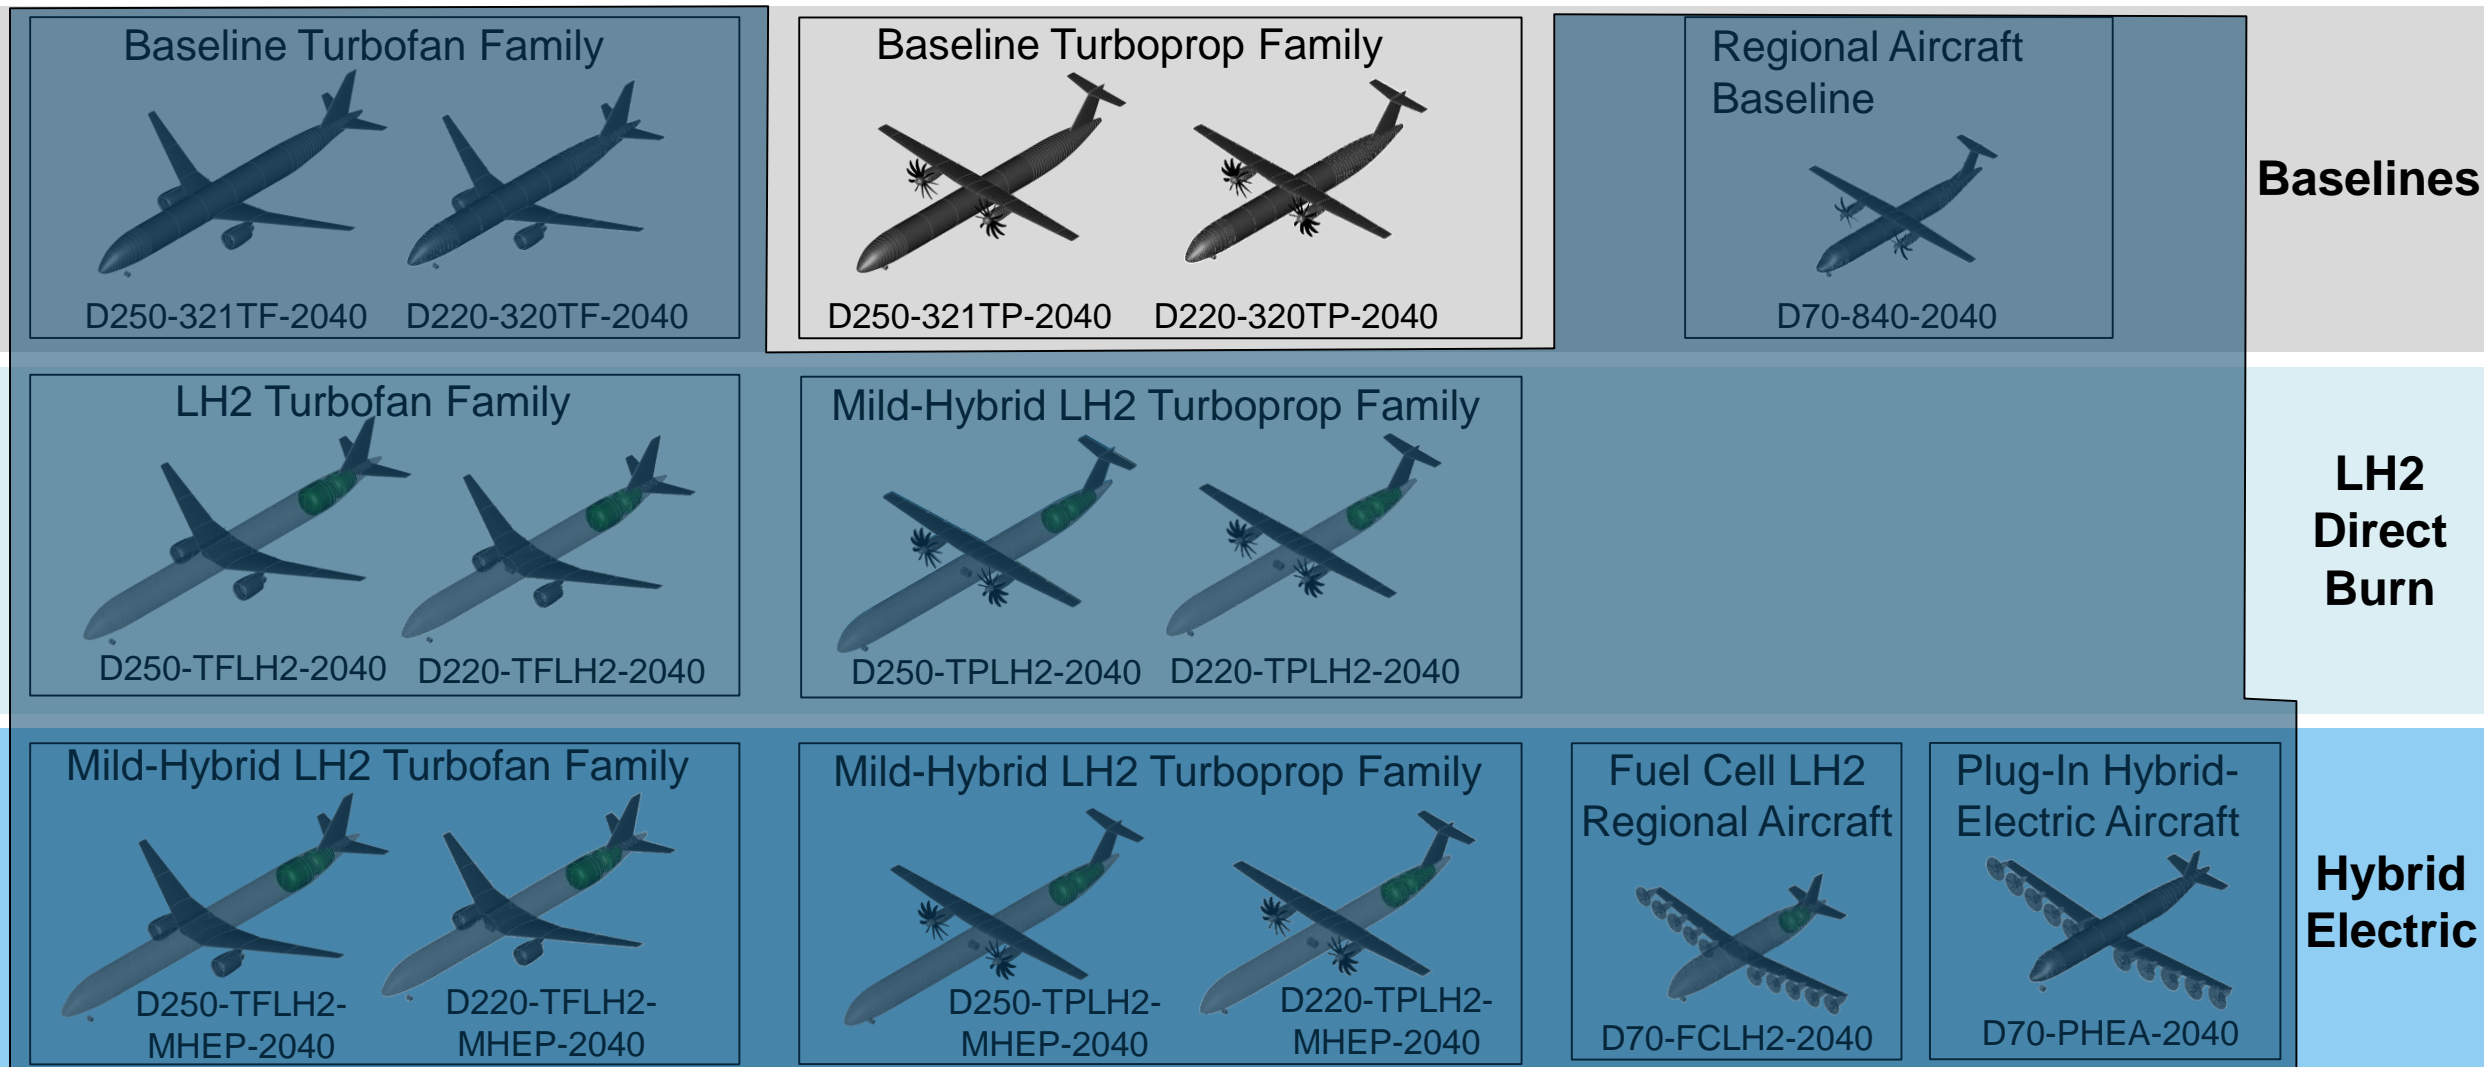 Baseline Turbofan Family
D250-321TF-2040
D220-320TF-2040
Baseline Turboprop Family
D250-321TP-2040
D220-320TP-2040
Regional Aircraft
Baseline
D70-840-2040
Baselines
LH2 Turbofan Family
D250-TFLH2-2040
D220-TFLH2-2040
Mild-Hybrid LH2 Turboprop Family
D250-TPLH2-2040
D220-TPLH2-2040
LH2
Direct
Burn
Mild-Hybrid LH2 Turbofan Family
D250-TFLH2-
MHEP-2040
D220-TFLH2-
MHEP-2040
Mild-Hybrid LH2 Turboprop Family
D250-TPLH2-
MHEP-2040
D220-TPLH2-
MHEP-2040
Fuel Cell LH2
Regional Aircraft
D70-FCLH2-2040
Plug-In Hybrid-
Electric Aircraft
D70-PHEA-2040
Hybrid
Electric